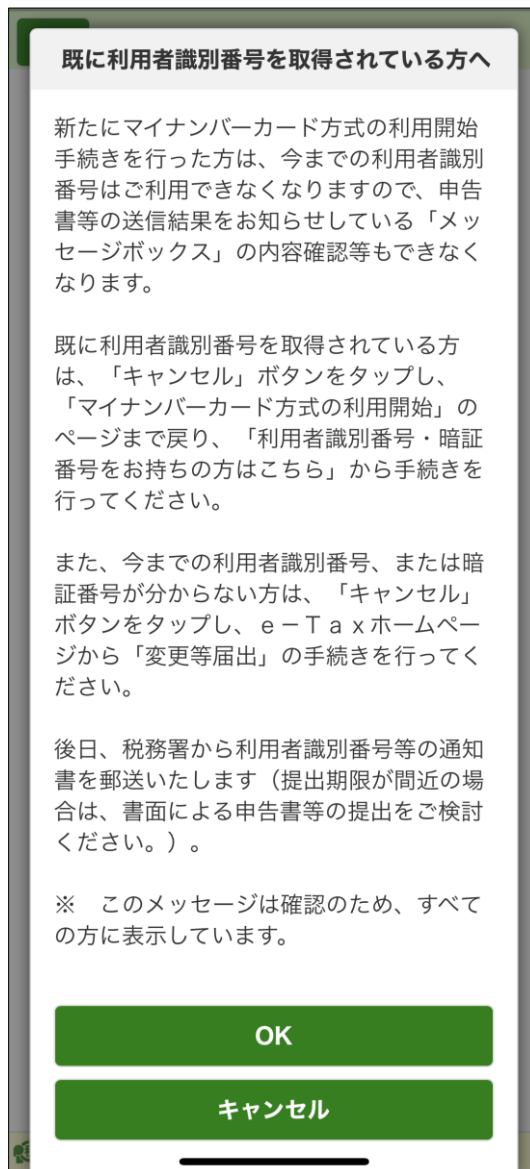 既に利用者識別番号を取得されている方へ
新たにマイナンバーカード方式の利用開始
手続きを行った方は、今までの利用者識別
番号はご利用できなくなりますので、申告
書等の送信結果をお知らせしている「メッ
セージボックス」の内容確認等もできなく
なります。
既に利用者識別番号を取得されている方
は、「キャンセル」ボタンをタップし、
「マイナンバーカード方式の利用開始」の
ページまで戻り、「利用者識別番号・暗証
番号をお持ちの方はこちら」から手続きを
行ってください。
また、今までの利用者識別番号、または暗
証番号が分からない方は、「キャンセル」
ボタンをタップし、ｅ－Ｔａｘホームペー
ジから「変更等届出」の手続きを行ってく
ださい。
後日、税務署から利用者識別番号等の通知
書を郵送いたします（提出期限が間近の場
合は、書面による申告書等の提出をご検討
ください。）。
※　このメッセージは確認のため、すべて
の方に表示しています。
OK
キャンセル